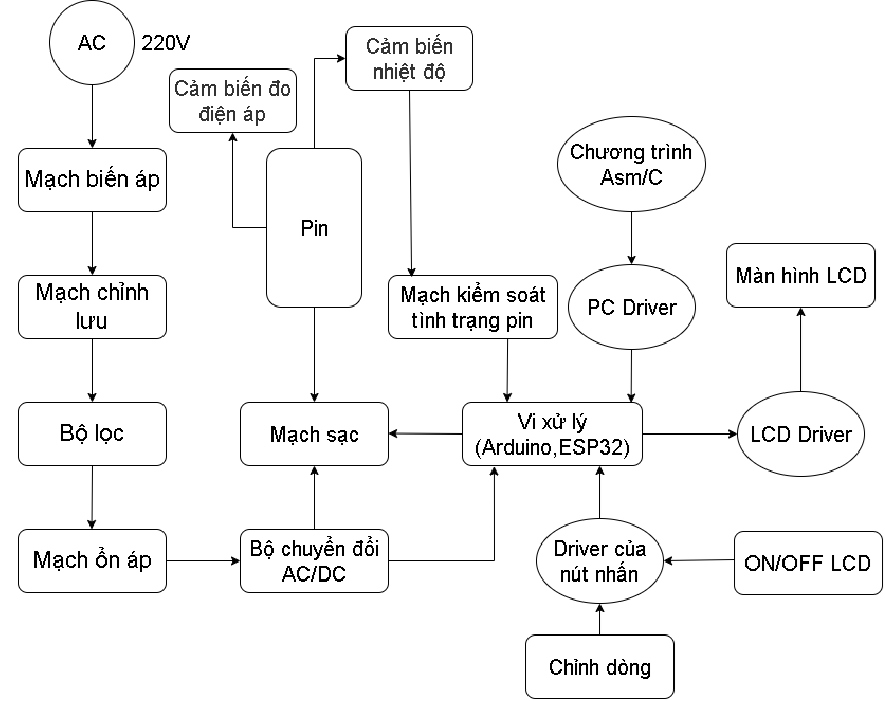 AC
220V
Cảm biến
nhiệt độ
Cảm biến đo
điện áp
Mạch biến áp
Pin
Chương trình
Asm/C
Mạch chỉnh
lưu
Mạch kiểm soát
tình trạng pin
PC Driver
Màn hình LCD
Bộ lọc
Mạch sạc
Vi xử lý
(Arduino,ESP32)
LCD Driver
Mạch ổn áp
Bộ chuyển đổi
AC/DC
Driver của
nút nhấn
ON/OFF LCD
Chỉnh dòng